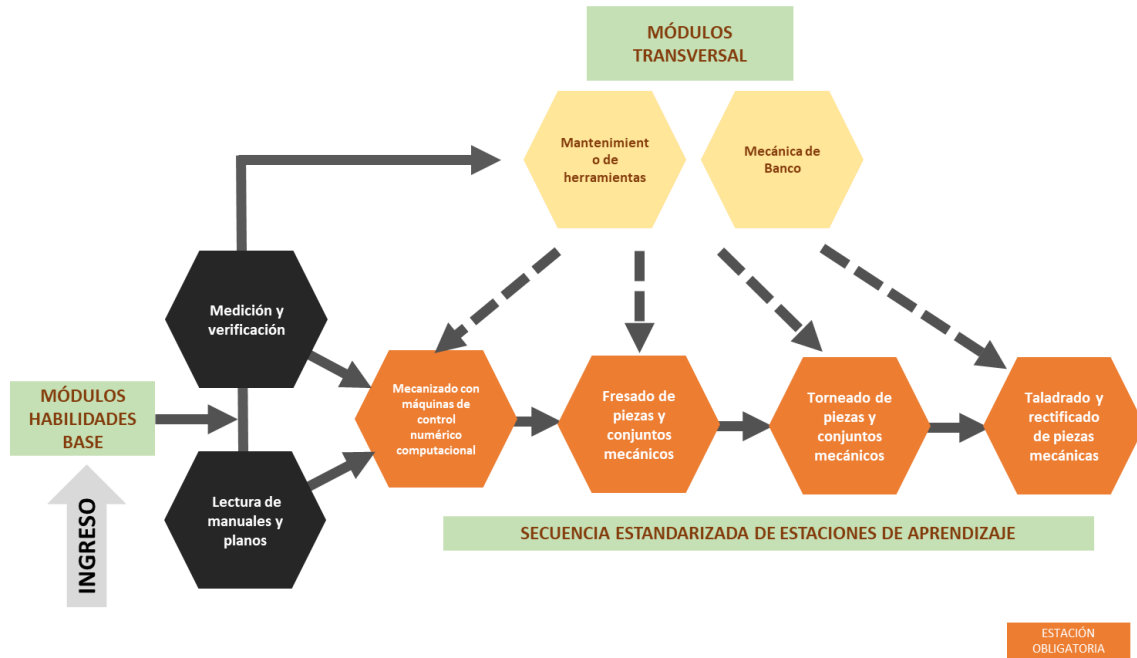 MÓDULOS
TRANSVERSAL
Mantenimient
o de
herramientas
Mecánica de
Banco
Medición y
verificación
MÓDULOS
HABILIDADES
BASE
INGRESO
Lectura de
manuales y
planos
Mecanizado con
máquinas de
control
numérico
computacional
Fresado de
piezas y
conjuntos
mecánicos
Torneado de
piezas y
conjuntos
mecánicos
Taladrado y
rectificado
de piezas
mecánicas
SECUENCIA ESTANDARIZADA DE ESTACIONES DE APRENDIZAJE
ESTACIÓN
OBLIGATORIA